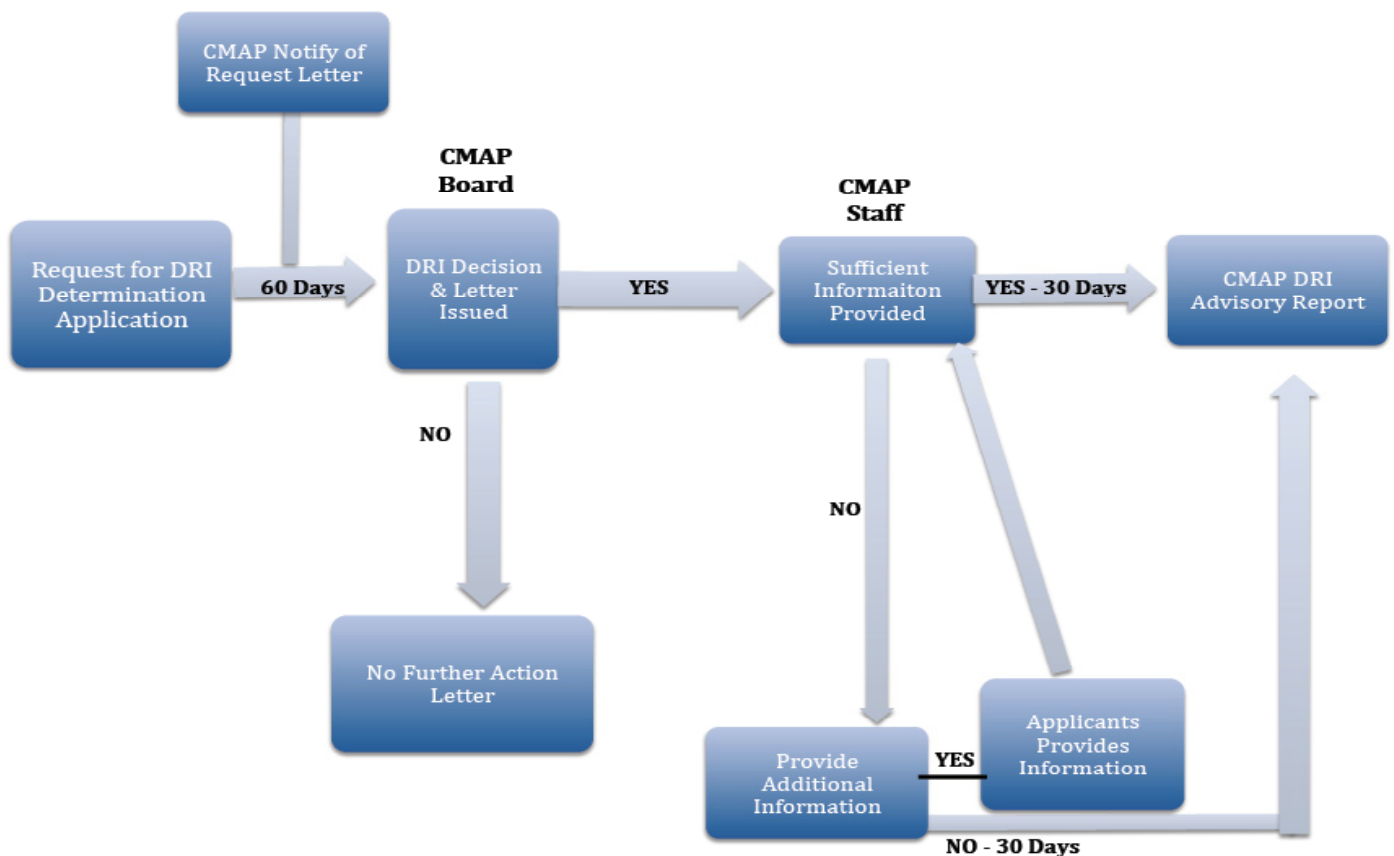 CMAP Notify of
Request Letter
CMAP
Board
CMAP
Staff
Request for DRI
Determination
Application
60 Days
DRI Decision
& Letter
Issued
YES
Sufficient
Informaiton
Provided
YES - 30 Days
CMAP DRI
Advisory Report
NO
NO
No Further Action
Letter
Provide
Additional
Information
YES
Applicants
Provides
Information
NO - 30 Days